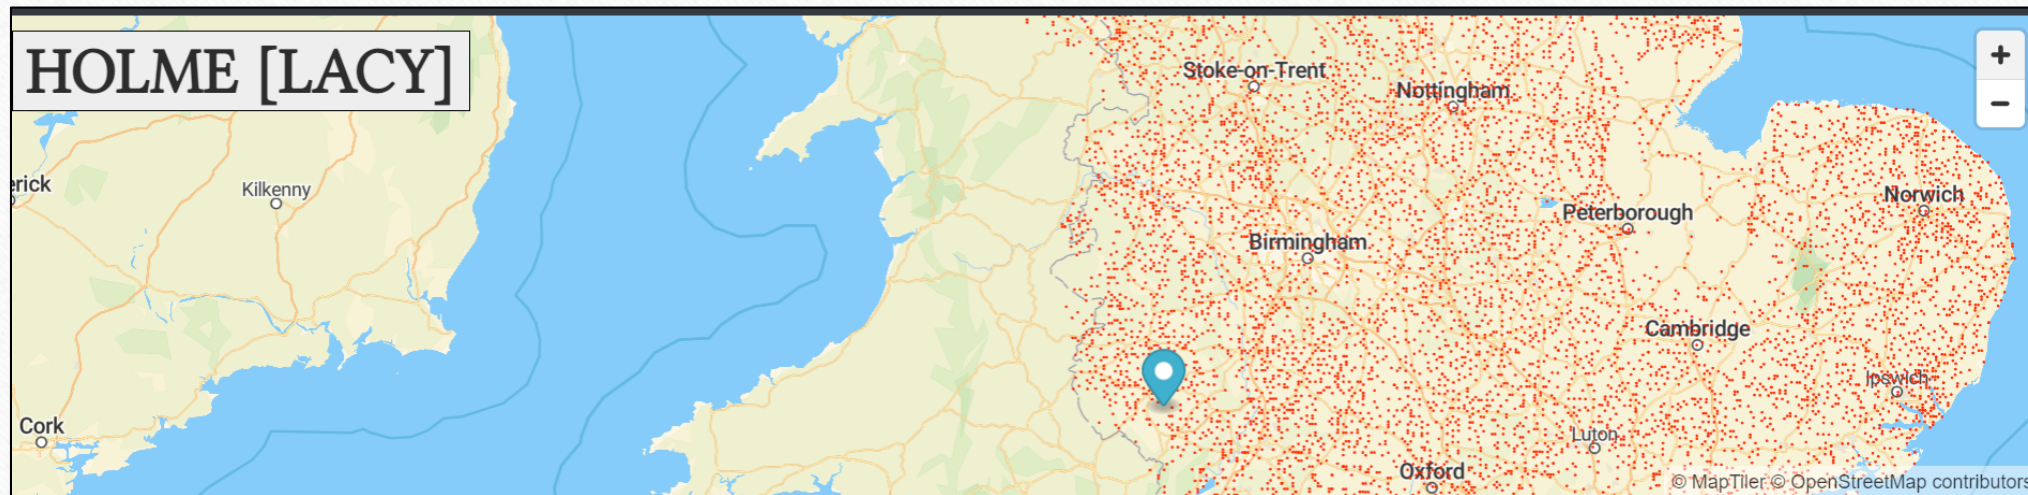 HOLME [LACY]
+
−
Stoke-on-Trent
Nottingham
erick
Kilkenny
Norwich
Peterborough
Birmingham
Cambridge
Ipswich
Cork
Luton
Oxford
© MapTiler © OpenStreetMap contributors